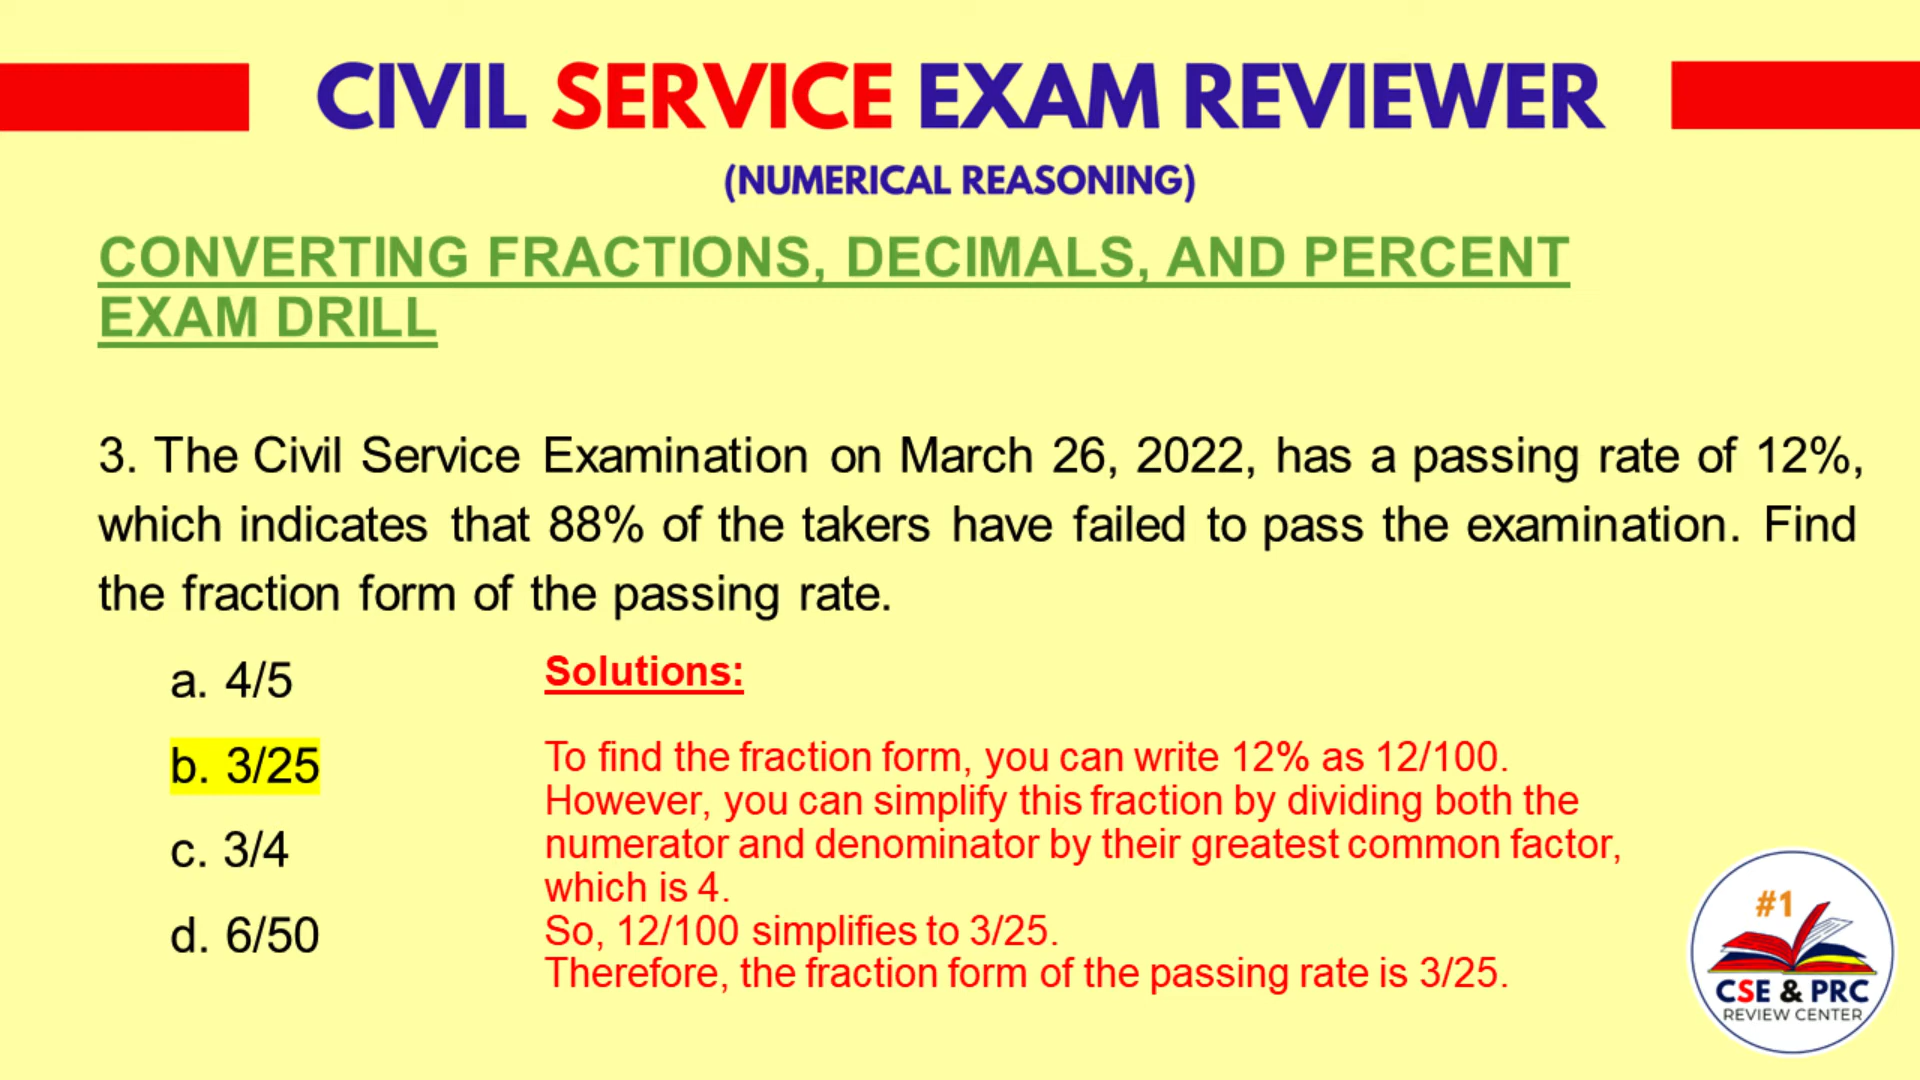 CIVIL SERVICE EXAM REVIEWER
(NUMERICAL REASONING)
CONVERTING FRACTIONS, DECIMALS, AND PERCENT
EXAM DRILL
3. The Civil Service Examination on March 26, 2022, has a passing rate of 12%,
which indicates that 88% of the takers have failed to pass the examination. Find
the fraction form of the passing rate.
a. 4/5
b. 3/25
c. 3/4
d. 6/50
Solutions:
To find the fraction form, you can write 12% as 12/100.
However, you can simplify this fraction by dividing both the
numerator and denominator by their greatest common factor,
which is 4.
So, 12/100 simplifies to 3/25.
Therefore, the fraction form of the passing rate is 3/25.
#1
CSE & PRC
REVIEW CENTER